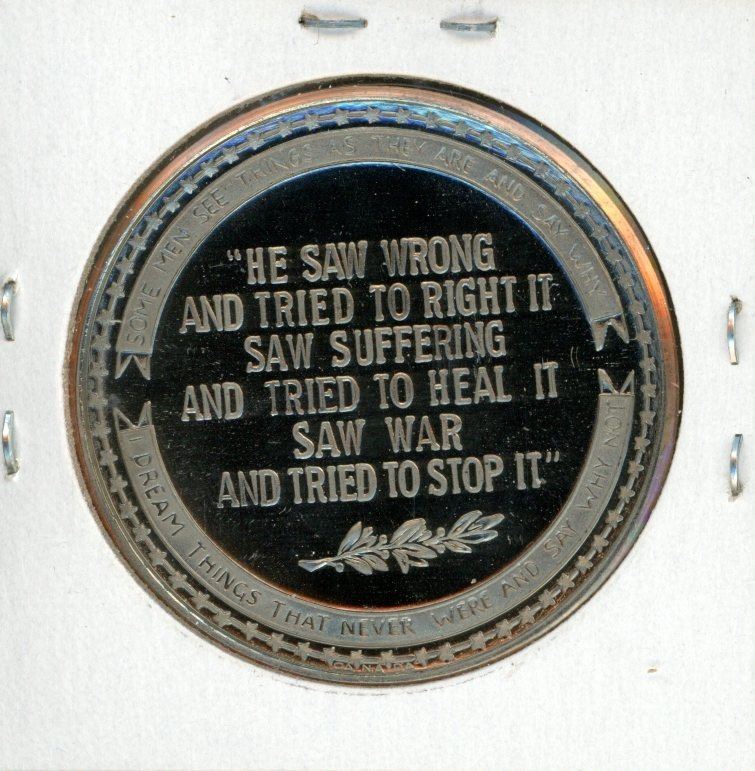 SOME MEN SEE THINGS AS THEY ARE AND SAY WHY
"HE SAW WRONG
AND TRIED TO RIGHT IT
SAW SUFFERING
AND TRIED TO HEAL IT
SAW WAR
AND TRIED TO STOP IT."
I DREAM THINGS THAT NEVER WERE AND SAY WHY NOT
CANADA